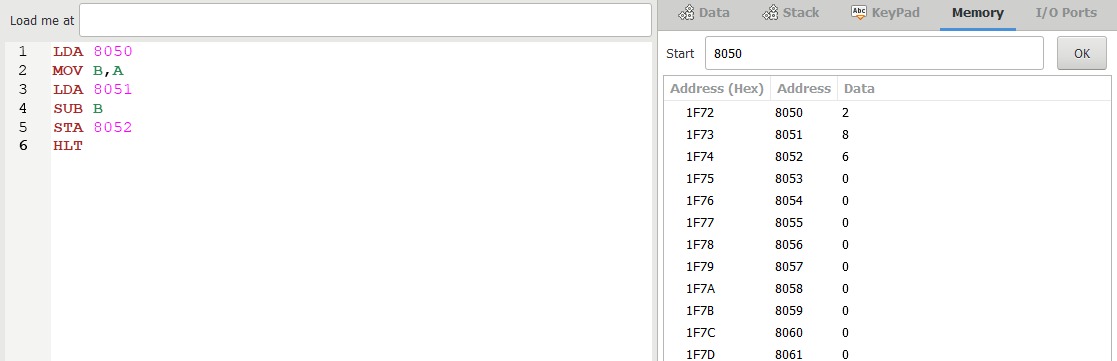 Load me at
1 LDA 8050
2 MOV B,A
3 LDA 8051
4 SUB B
5 STA 8052
6 HLT
Data Stack Abc KeyPad Memory I/O Ports
Start 8050 OK
Address (Hex) Address Data
1F72 8050 2
1F73 8051 8
1F74 8052 6
1F75 8053 0
1F76 8054 0
1F77 8055 0
1F78 8056 0
1F79 8057 0
1F7A 8058 0
1F7B 8059 0
1F7C 8060 0
1F7D 8061 0